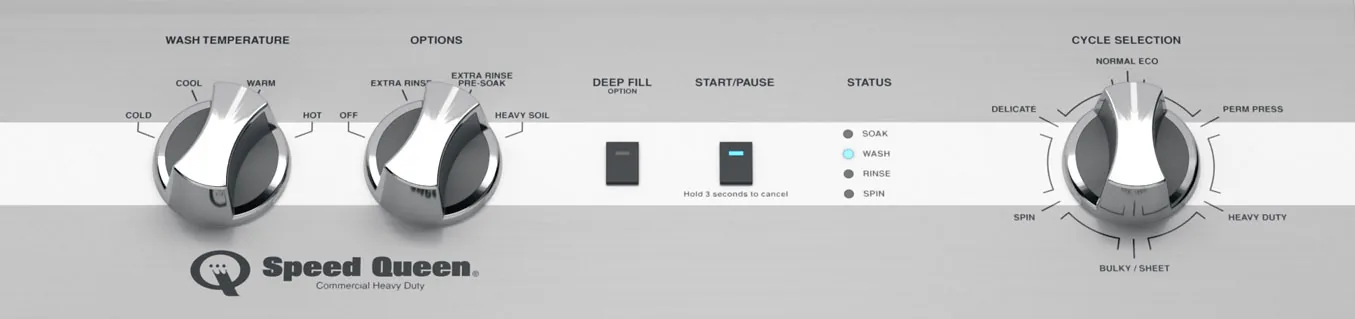 WASH TEMPERATURE
COOL
WARM
COLD
HOT
OPTIONS
EXTRA RINSE
EXTRA RINSE
PRE-SOAK
OFF
HEAVY SOIL
DEEP FILL
OPTION
START/PAUSE
Hold 3 seconds to cancel
STATUS
SOAK
WASH
RINSE
SPIN
CYCLE SELECTION
NORMAL ECO
DELICATE
PERM PRESS
SPIN
HEAVY DUTY
BULKY / SHEET
Speed Queen®
Commercial Heavy Duty